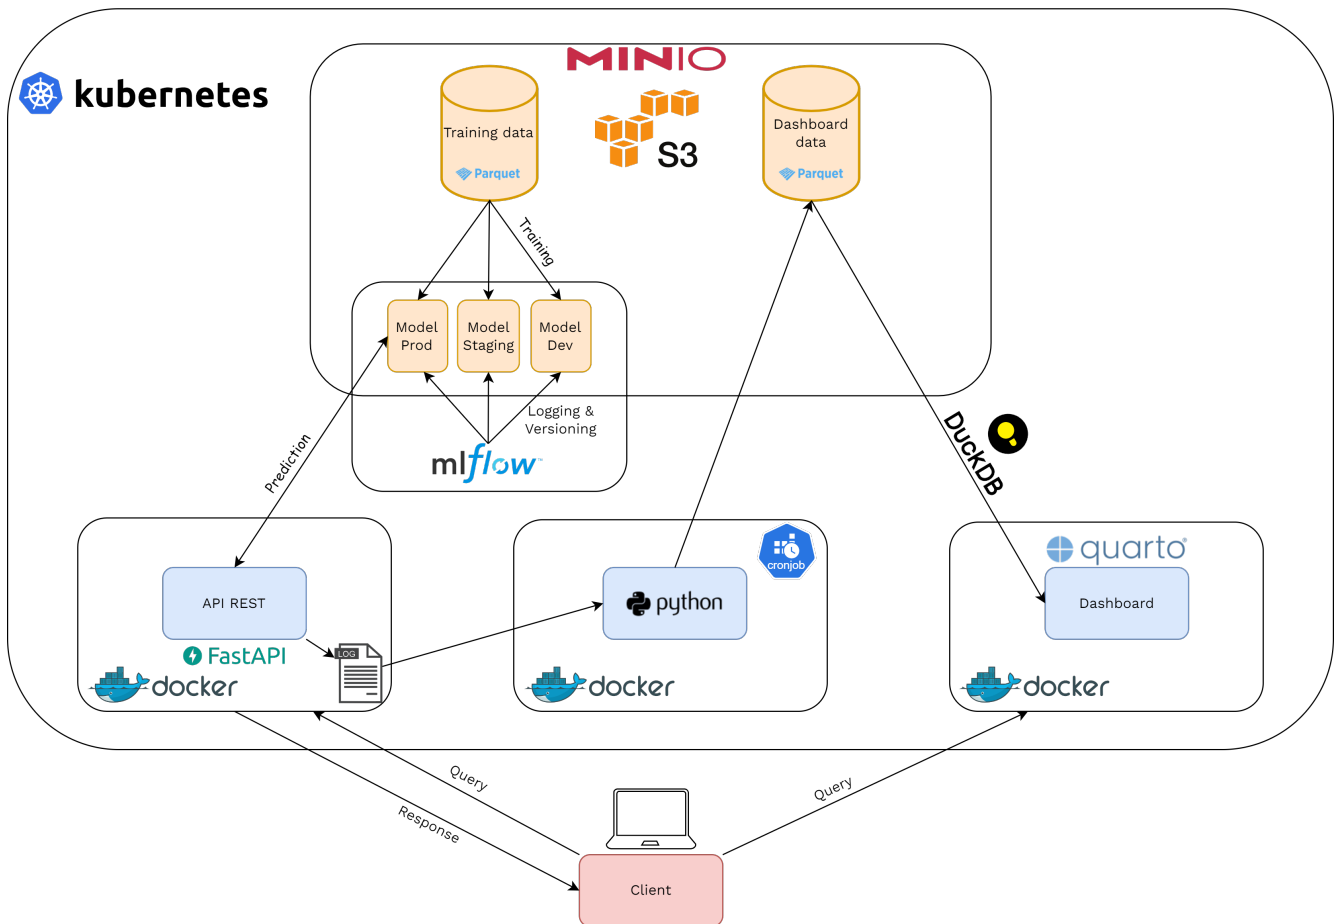 kubernetes
MINIO
S3
Training data
Parquet
Dashboard
data
Parquet
Training
Model
Prod
Model
Staging
Model
Dev
Logging &
Versioning
mlflow™
Prediction
DuckDB
API REST
FastAPI
LOG
docker
cronjob
python
docker
quarto®
Dashboard
docker
Query
Response
Query
Client